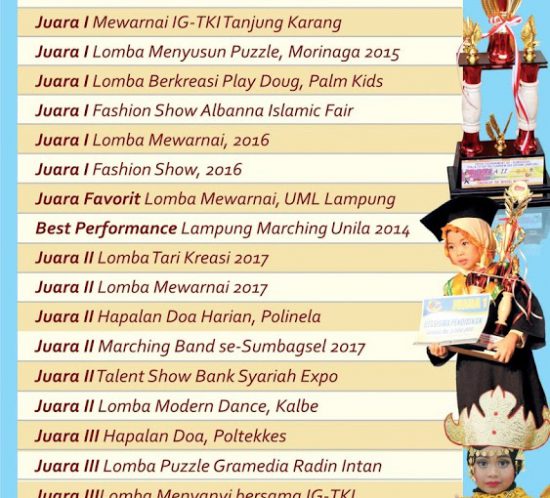 Juara I Mewarnai IG-TKI Tanjung Karang
Juara I Lomba Menyusun Puzzle, Morinaga 2015
Juara I Lomba Berkreasi Play Doug, Palm Kids
Juara I Fashion Show Albanna Islamic Fair
Juara I Lomba Mewarnai, 2016
Juara I Fashion Show, 2016
Juara Favorit Lomba Mewarnai, UML Lampung
Best Performance Lampung Marching Unila 2014
Juara II Lomba Tari Kreasi 2017
Juara II Lomba Mewarnai 2017
Juara II Hapalan Doa Harian, Polinela
Juara II Marching Band se-Sumbagsel 2017
Juara II Talent Show Bank Syariah Expo
Juara II Lomba Modern Dance, Kalbe
Juara III Hapalan Doa, Poltekkes
Juara III Lomba Puzzle Gramedia Radin Intan
Juara III Lomba Menyanyi bersama IG-TKI
JUARA 1